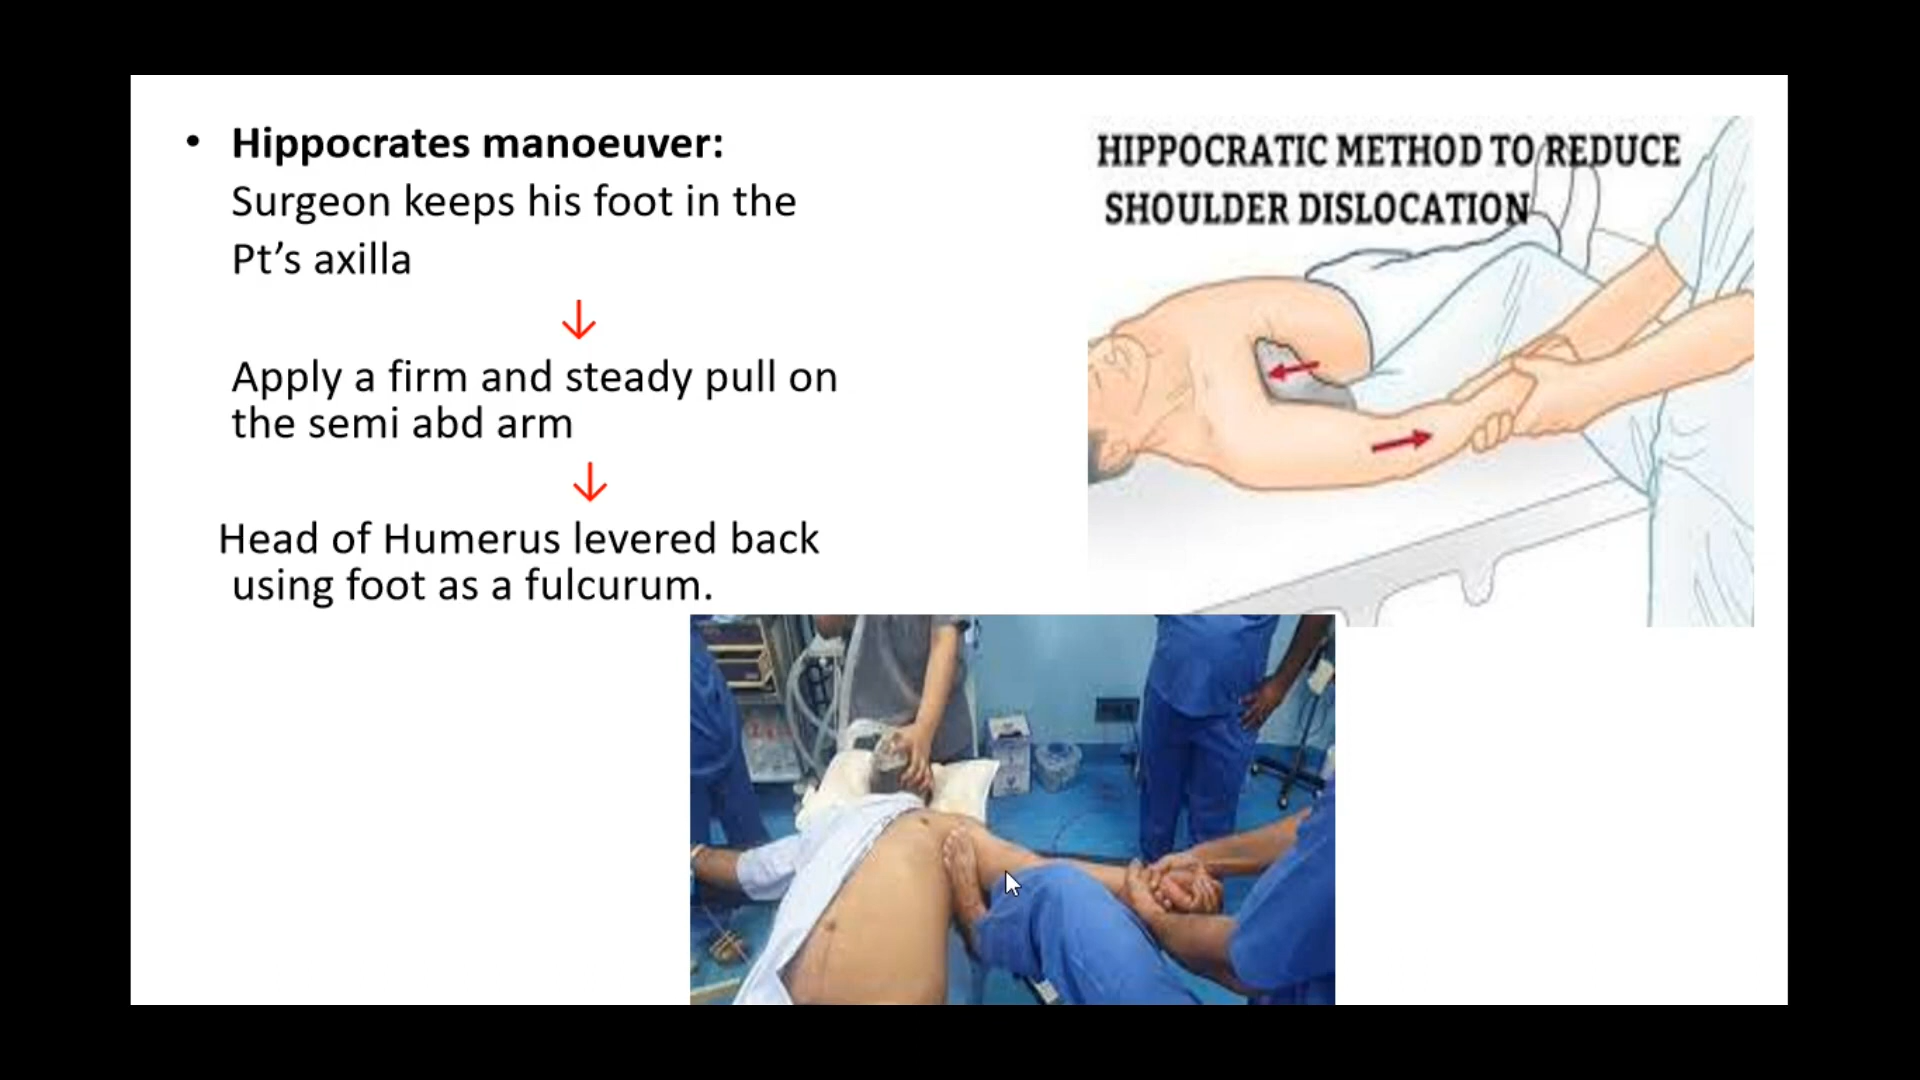 • Hippocrates manoeuver:
Surgeon keeps his foot in the
Pt’s axilla
↓
Apply a firm and steady pull on
the semi abd arm
↓
Head of Humerus levered back
using foot as a fulcurum.
HIPPOCRATIC METHOD TO REDUCE
SHOULDER DISLOCATION